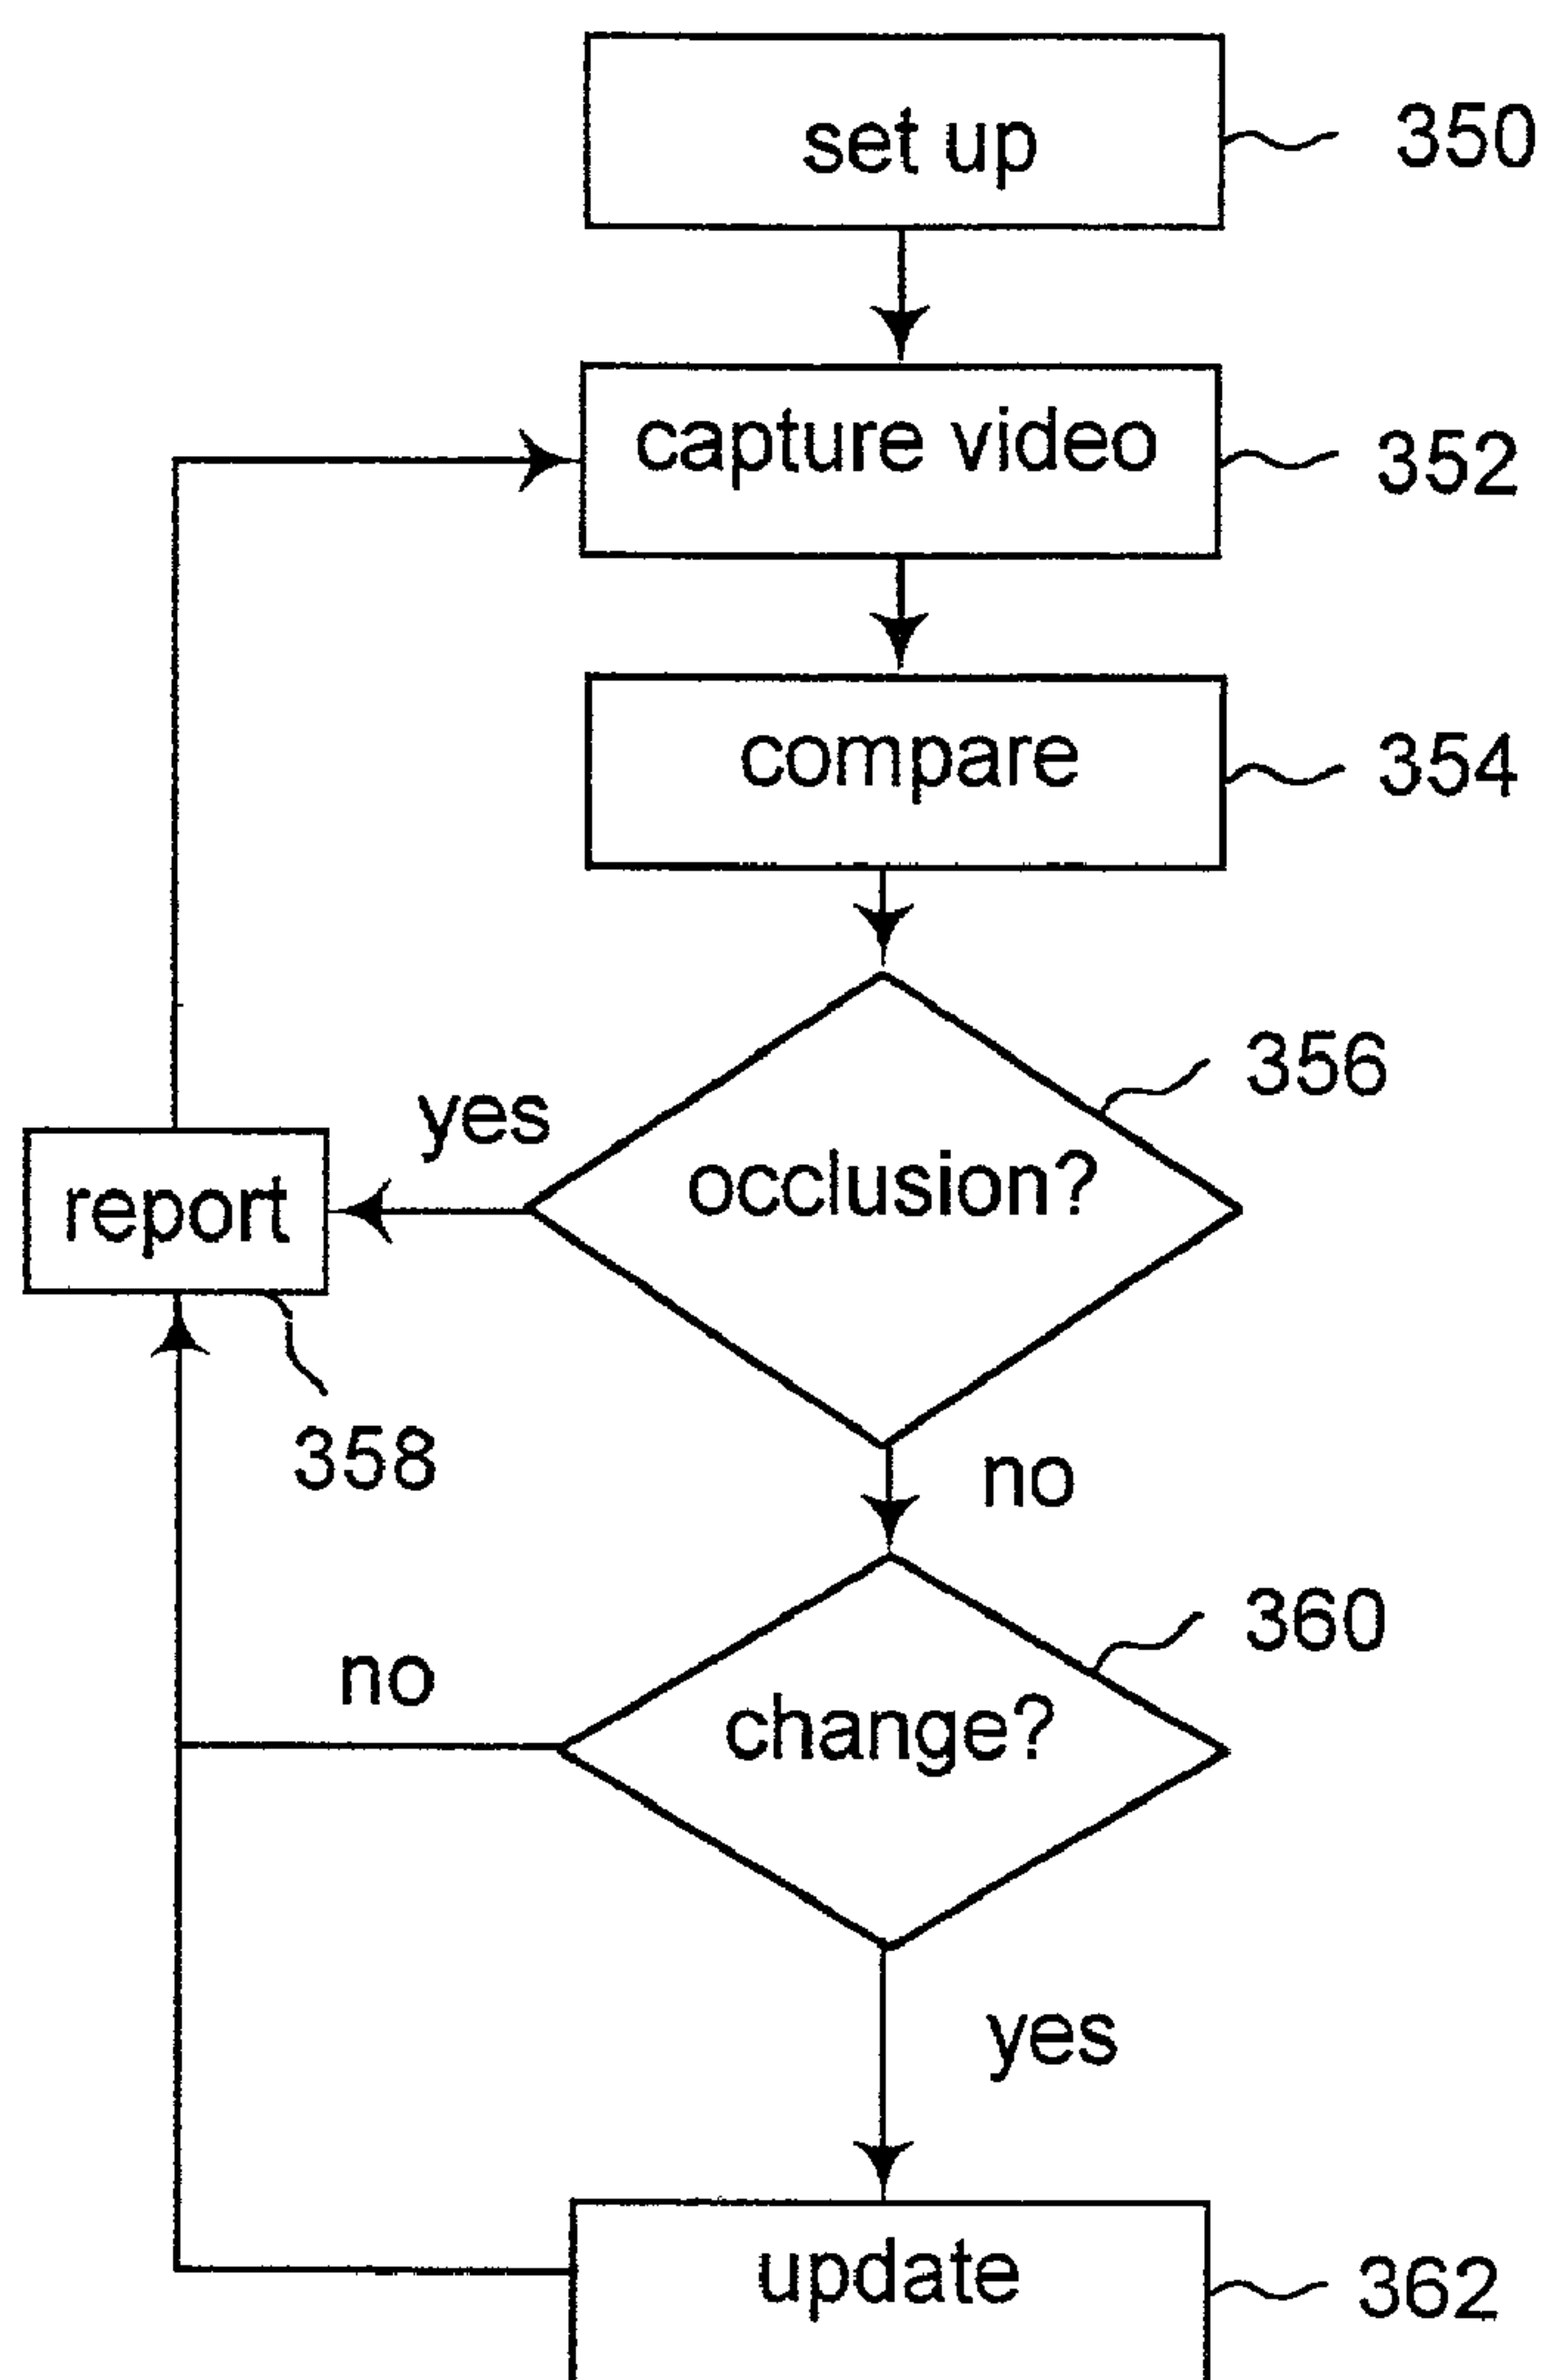 set up
350
capture video
352
compare
354
356
yes
occlusion?
report
358
no
360
no
change?
yes
update
362